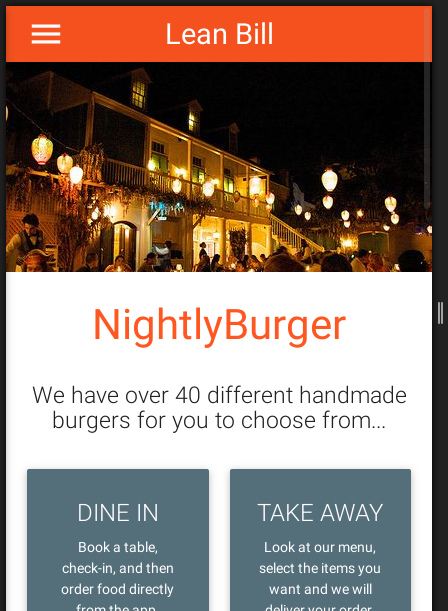 Lean Bill
NightlyBurger
We have over 40 different handmade
burgers for you to choose from...
DINE IN
Book a table,
check-in, and then
order food directly
from the app
TAKE AWAY
Look at our menu,
select the items you
want and we will
deliver your order